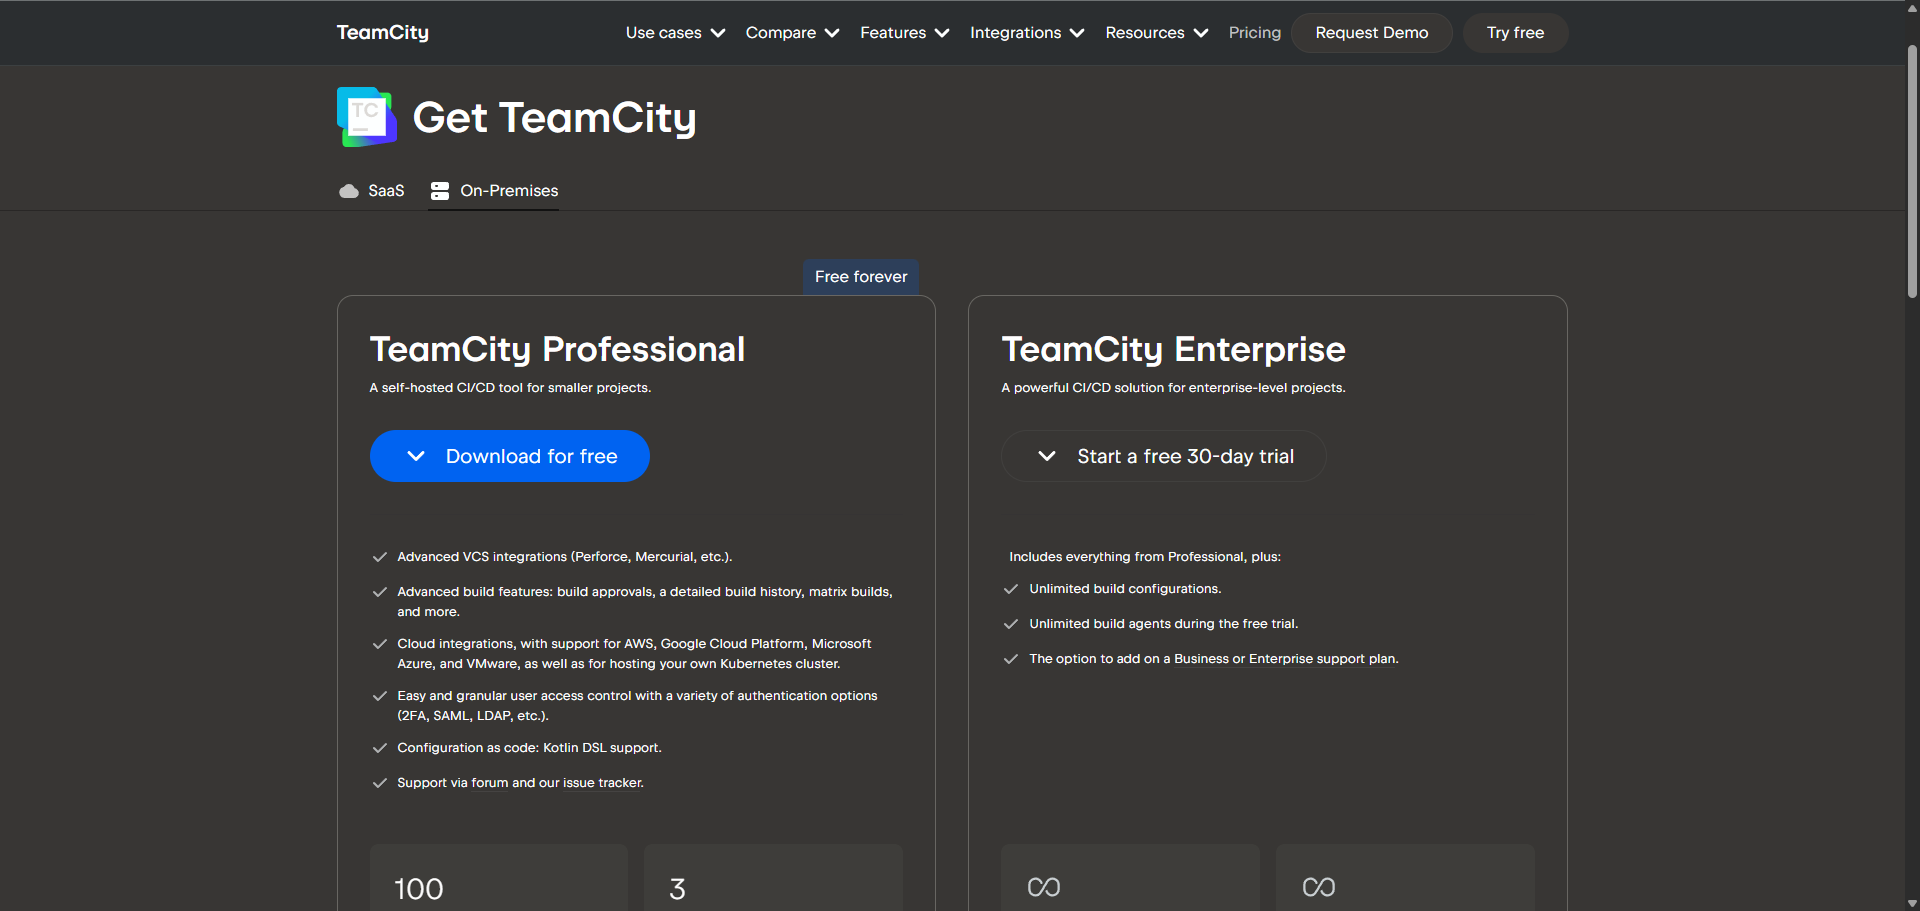 TeamCity
Use cases
Compare
Features
Integrations
Resources
Pricing
Request Demo
Try free
TC
Get TeamCity
SaaS
On-Premises
Free forever
TeamCity Professional
A self-hosted CI/CD tool for smaller projects.
Download for free
Advanced VCS integrations (Perforce, Mercurial, etc.).
Advanced build features: build approvals, a detailed build history, matrix builds,
and more.
Cloud integrations, with support for AWS, Google Cloud Platform, Microsoft
Azure, and VMware, as well as for hosting your own Kubernetes cluster.
Easy and granular user access control with a variety of authentication options
(2FA, SAML, LDAP, etc.).
Configuration as code: Kotlin DSL support.
Support via forum and our issue tracker.
100
3
TeamCity Enterprise
A powerful CI/CD solution for enterprise-level projects.
Start a free 30-day trial
Includes everything from Professional, plus:
Unlimited build configurations.
Unlimited build agents during the free trial.
The option to add on a Business or Enterprise support plan.
∞
∞